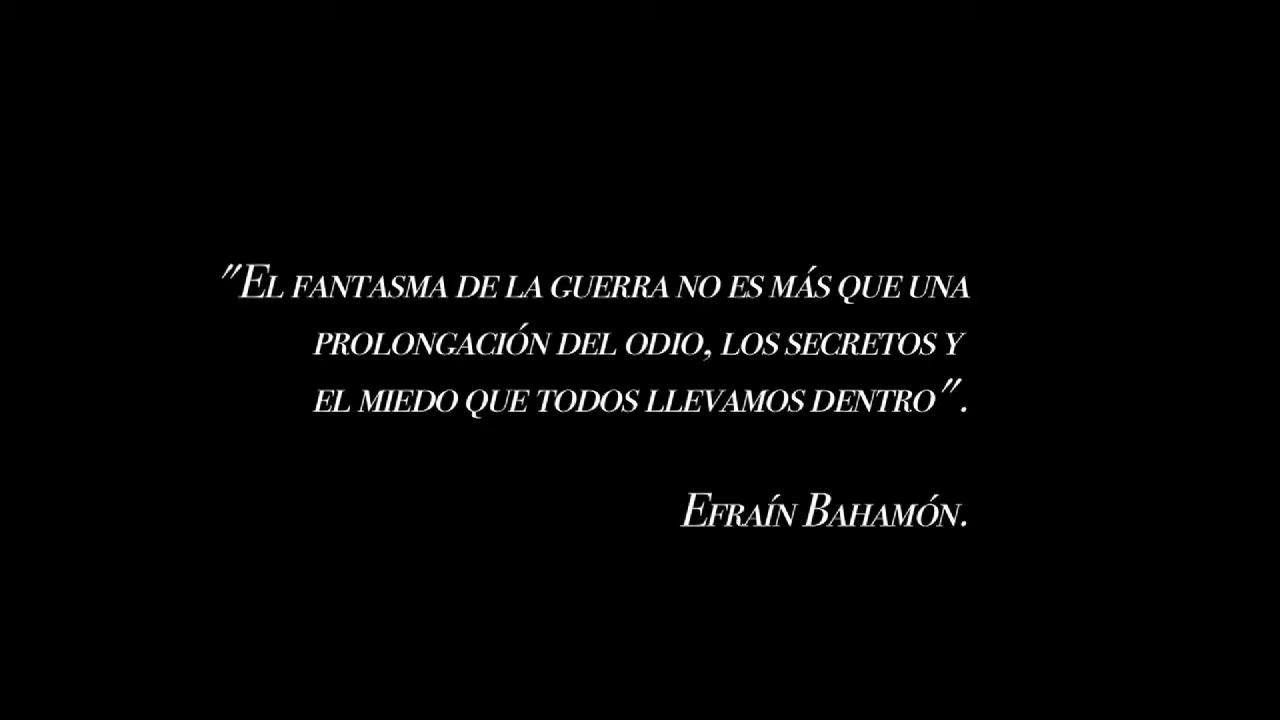 "El fantasma de la guerra no es más que una
prolongación del odio, los secretos y
el miedo que todos llevamos dentro".
Efraín Bahamón.